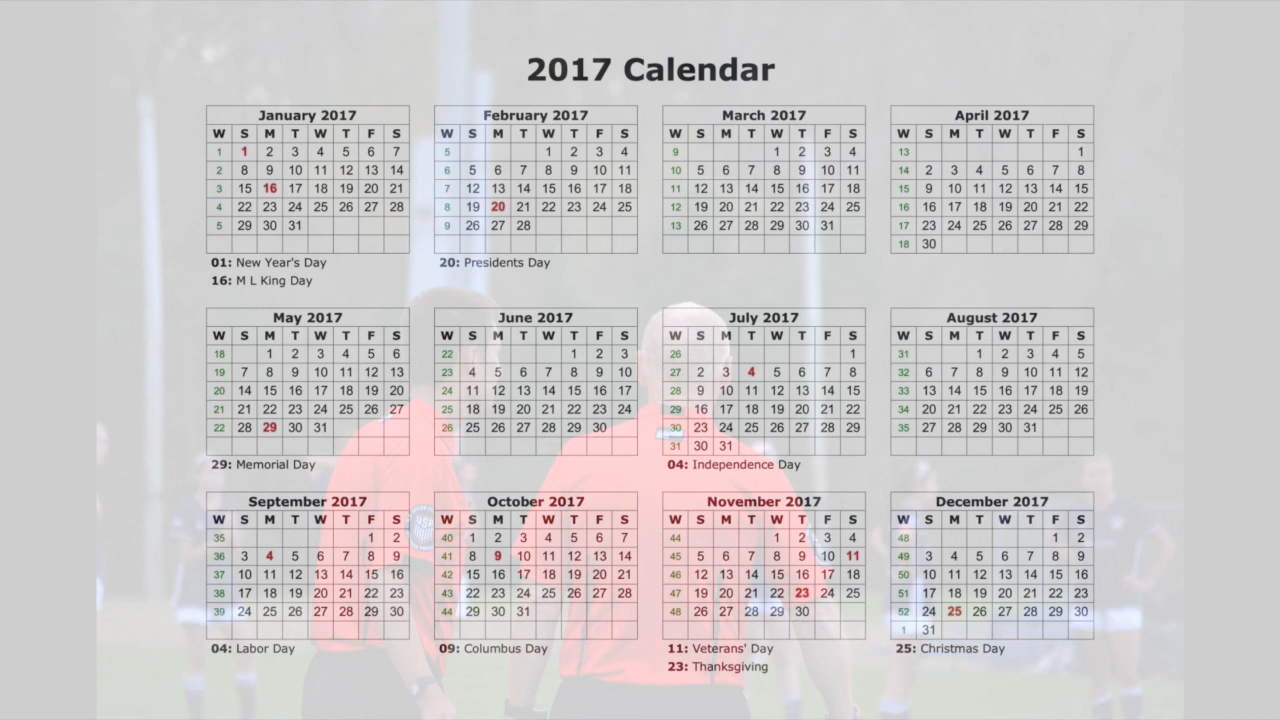 2017 Calendar
January 2017
W S M T W T F S
1 1 2 3 4 5 6 7
2 8 9 10 11 12 13 14
3 15 16 17 18 19 20 21
4 22 23 24 25 26 27 28
5 29 30 31
01: New Year's Day
16: M L King Day
February 2017
W S M T W T F S
5 1 2 3 4
6 5 6 7 8 9 10 11
7 12 13 14 15 16 17 18
8 19 20 21 22 23 24 25
9 26 27 28
20: Presidents Day
March 2017
W S M T W T F S
9 1 2 3 4
10 5 6 7 8 9 10 11
11 12 13 14 15 16 17 18
12 19 20 21 22 23 24 25
13 26 27 28 29 30 31
April 2017
W S M T W T F S
13 1
14 2 3 4 5 6 7 8
15 9 10 11 12 13 14 15
16 16 17 18 19 20 21 22
17 23 24 25 26 27 28 29
18 30
May 2017
W S M T W T F S
18 1 2 3 4 5 6
19 7 8 9 10 11 12 13
20 14 15 16 17 18 19 20
21 21 22 23 24 25 26 27
22 28 29 30 31
29: Memorial Day
June 2017
W S M T W T F S
22 1 2 3
23 4 5 6 7 8 9 10
24 11 12 13 14 15 16 17
25 18 19 20 21 22 23 24
26 25 26 27 28 29 30
July 2017
W S M T W T F S
26 1
27 2 3 4 5 6 7 8
28 9 10 11 12 13 14 15
29 16 17 18 19 20 21 22
30 23 24 25 26 27 28 29
31 30 31
04: Independence Day
August 2017
W S M T W T F S
31 1 2 3 4 5
32 6 7 8 9 10 11 12
33 13 14 15 16 17 18 19
34 20 21 22 23 24 25 26
35 27 28 29 30 31
September 2017
W S M T W T F S
35 1 2
36 3 4 5 6 7 8 9
37 10 11 12 13 14 15 16
38 17 18 19 20 21 22 23
39 24 25 26 27 28 29 30
04: Labor Day
October 2017
W S M T W T F S
40 1 2 3 4 5 6 7
41 8 9 10 11 12 13 14
42 15 16 17 18 19 20 21
43 22 23 24 25 26 27 28
44 29 30 31
09: Columbus Day
November 2017
W S M T W T F S
44 1 2 3 4
45 5 6 7 8 9 10 11
46 12 13 14 15 16 17 18
47 19 20 21 22 23 24 25
48 26 27 28 29 30
11: Veterans' Day
23: Thanksgiving
December 2017
W S M T W T F S
48 1 2
49 3 4 5 6 7 8 9
50 10 11 12 13 14 15 16
51 17 18 19 20 21 22 23
52 24 25 26 27 28 29 30
1 31
25: Christmas Day